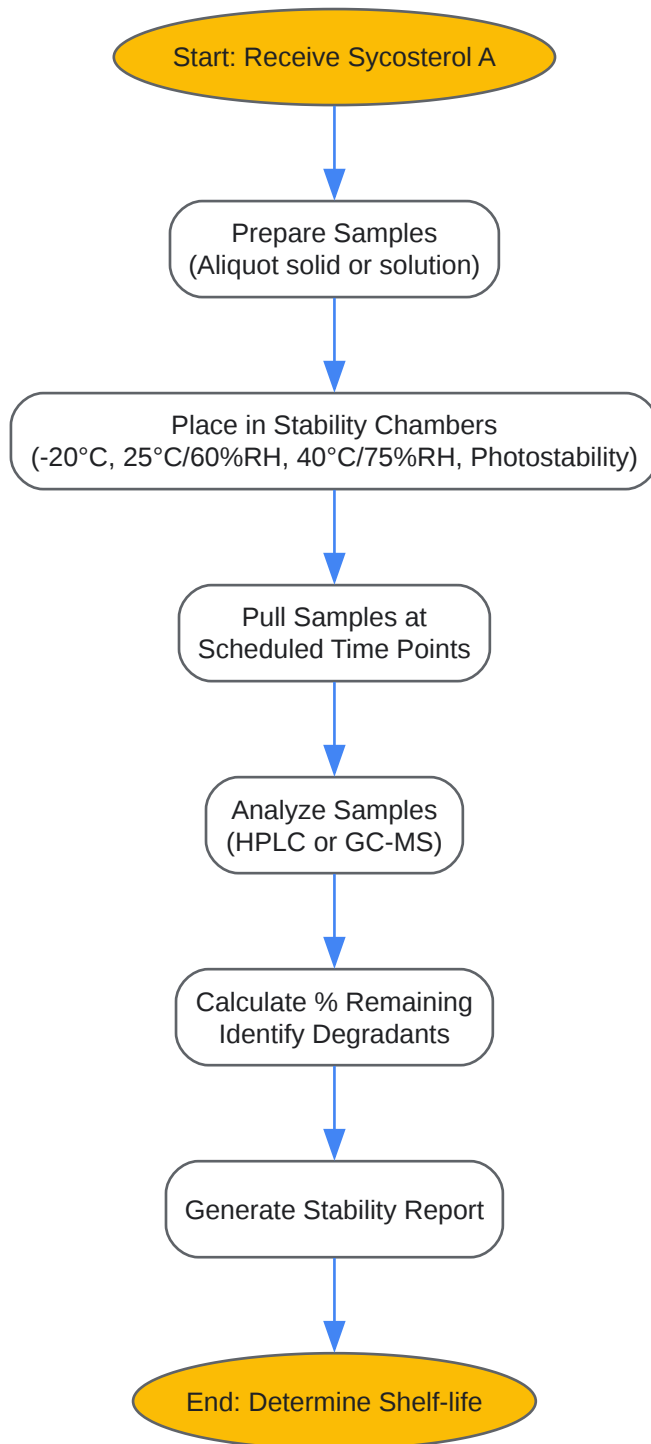 Start: Receive Sycosterol A
Prepare Samples
(Aliquot solid or solution)
Place in Stability Chambers
(-20°C, 25°C/60%RH, 40°C/75%RH, Photostability)
Pull Samples at
Scheduled Time Points
Analyze Samples
(HPLC or GC-MS)
Calculate % Remaining
Identify Degradants
Generate Stability Report
End: Determine Shelf-life